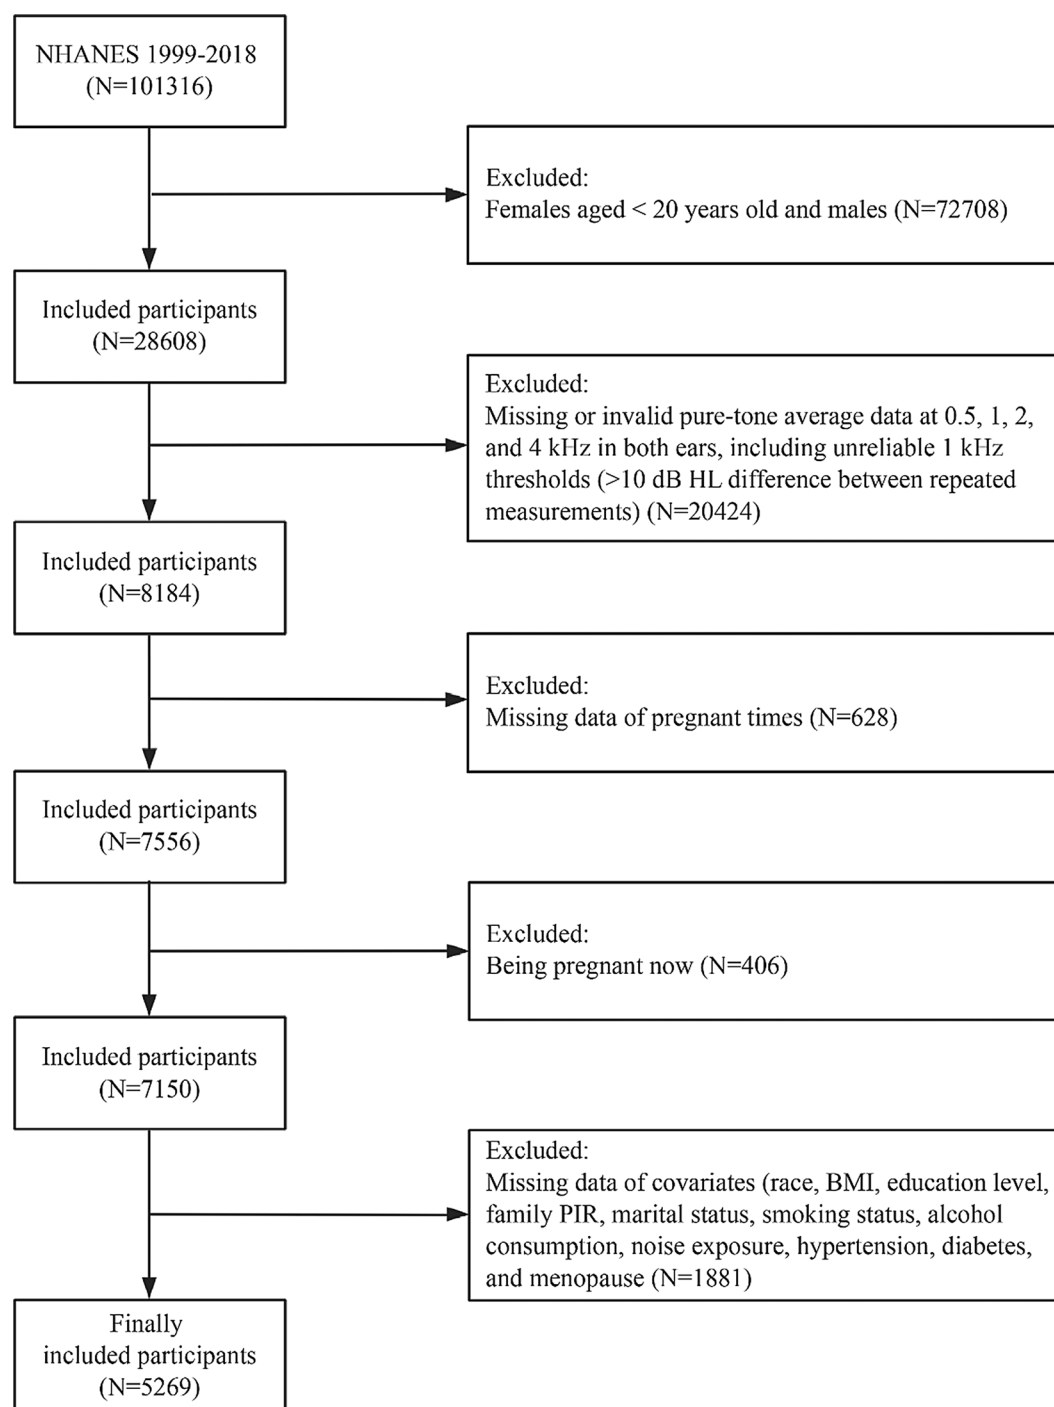 NHANES 1999-2018
(N=101316)
Excluded:
Females aged < 20 years old and males (N=72708)
Included participants
(N=28608)
Excluded:
Missing or invalid pure-tone average data at 0.5, 1, 2,
and 4 kHz in both ears, including unreliable 1 kHz
thresholds (>10 dB HL difference between repeated
measurements) (N=20424)
Included participants
(N=8184)
Excluded:
Missing data of pregnant times (N=628)
Included participants
(N=7556)
Excluded:
Being pregnant now (N=406)
Included participants
(N=7150)
Excluded:
Missing data of covariates (race, BMI, education level,
family PIR, marital status, smoking status, alcohol
consumption, noise exposure, hypertension, diabetes,
and menopause (N=1881)
Finally
included participants
(N=5269)